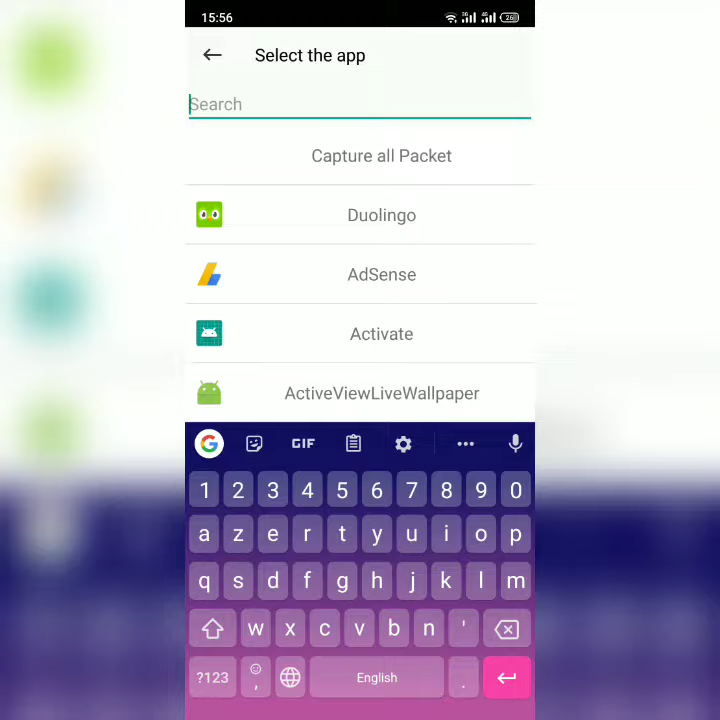 15:56
26
Select the app
Search
Capture all Packet
Duolingo
AdSense
Activate
ActiveViewLiveWallpaper
GIF
1 2 3 4 5 6 7 8 9 0
a z e r t y u i o p
q s d f g h j k l m
w x c v b n '
?123 , English .